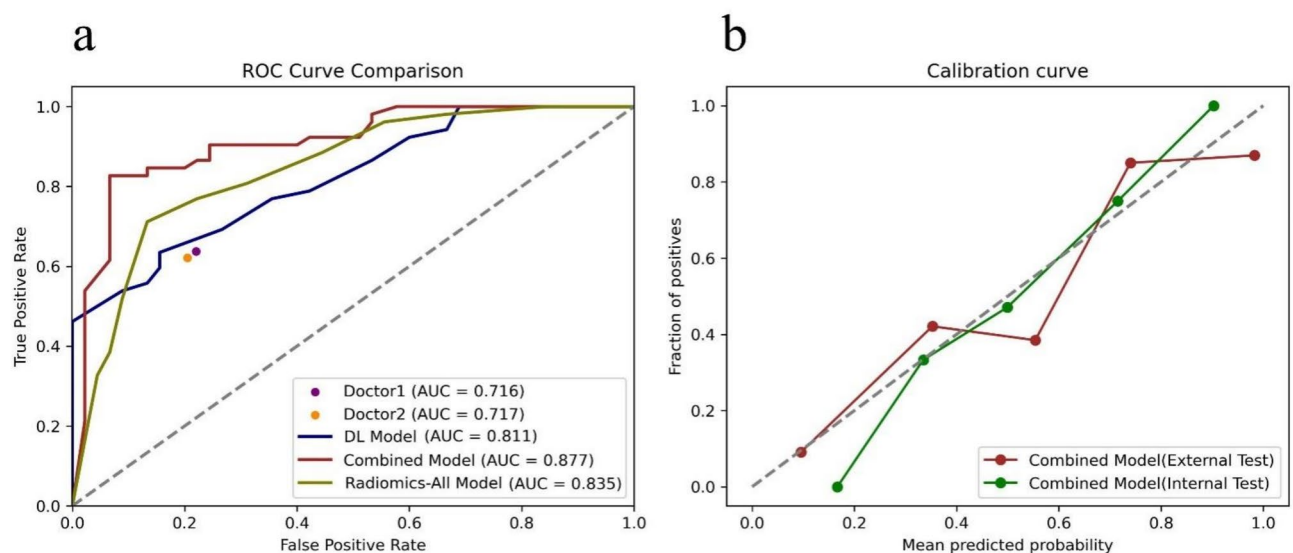 a
ROC Curve Comparison
1.0
0.8
0.6
0.4
0.2
0.0
True Positive Rate
Doctor1 (AUC = 0.716)
Doctor2 (AUC = 0.717)
DL Model (AUC = 0.811)
Combined Model (AUC = 0.877)
Radiomics-All Model (AUC = 0.835)
0.0 0.2 0.4 0.6 0.8 1.0
False Positive Rate
b
Calibration curve
1.0
0.8
0.6
0.4
0.2
0.0
Fraction of positives
Combined Model(External Test)
Combined Model(Internal Test)
0.0 0.2 0.4 0.6 0.8 1.0
Mean predicted probability